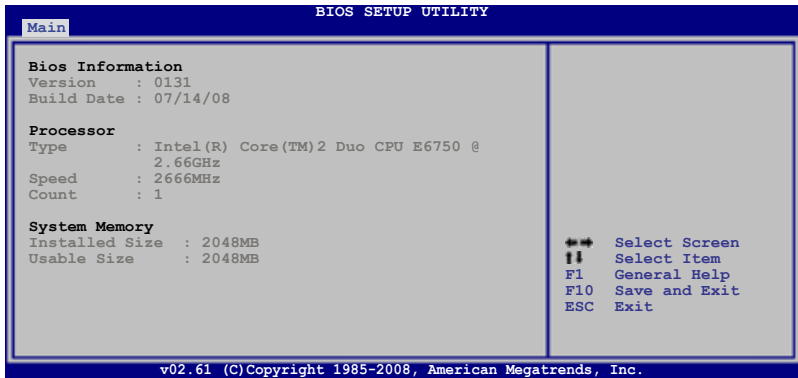 BIOS SETUP UTILITY
Main
Bios Information
Version : 0131
Build Date : 07/14/08
Processor
Type : Intel(R) Core(TM)2 Duo CPU E6750 @
2.66GHz
Speed : 2666MHz
Count : 1
System Memory
Installed Size : 2048MB
Usable Size : 2048MB
Select Screen
Select Item
F1 General Help
F10 Save and Exit
ESC Exit
v02.61 (C)Copyright 1985-2008, American Megatrends, Inc.